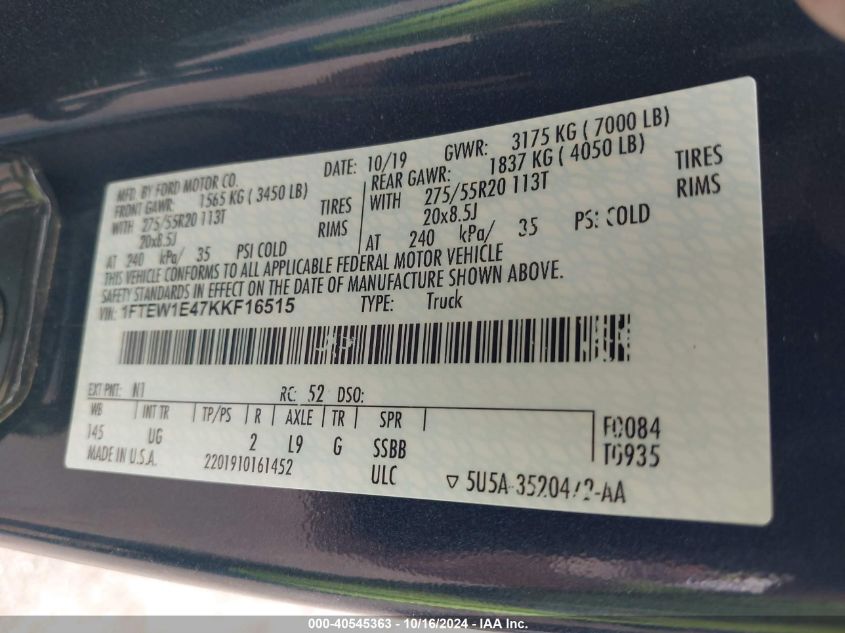 MFD. BY FORD MOTOR CO. DATE: 10/19 GVWR: 3175 KG ( 7000 LB)
FRONT GAWR: 1565 KG ( 3450 LB) REAR GAWR: 1837 KG ( 4050 LB)
WITH 275/55R20 113T TIRES WITH 275/55R20 113T TIRES
20x8.5J RIMS 20x8.5J RIMS
AT 240 kPa/ 35 PSI COLD AT 240 kPa/ 35 PSI COLD
THIS VEHICLE CONFORMS TO ALL APPLICABLE FEDERAL MOTOR VEHICLE
SAFETY STANDARDS IN EFFECT ON THE DATE OF MANUFACTURE SHOWN ABOVE.
VIN: 1FTEW1E47KKF16515 TYPE: Truck
EXT PNT: N1 RC: 52 DSO:
WB INT TR TP/PS R AXLE TR SPR
145 UG 2 L9 G SSBB
F0084
T0935
MADE IN U.S.A. 2201910161452 ULC
5U5A-3520472-AA
000-40545363 - 10/16/2024 - IAA Inc.